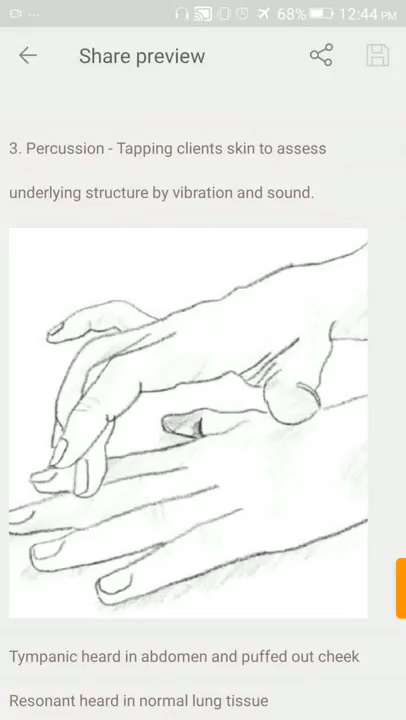 68% 12:44 PM
Share preview
3. Percussion - Tapping clients skin to assess
underlying structure by vibration and sound.
Tympanic heard in abdomen and puffed out cheek
Resonant heard in normal lung tissue